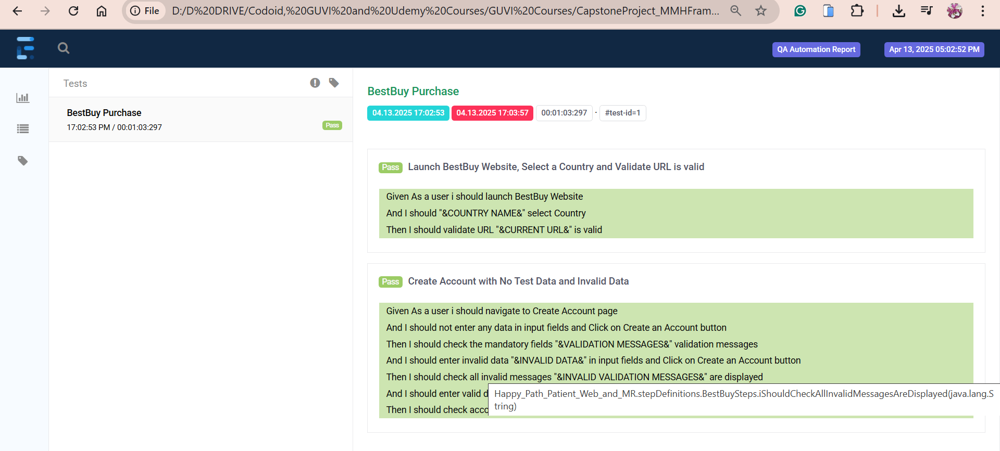 File
D:/D%20DRIVE/Codoid,%20GUVI%20and%20Udemy%20Courses/GUVI%20Courses/CapstoneProject_MMHFram...
QA Automation Report
Apr 13, 2025 05:02:52 PM
Tests
BestBuy Purchase
17:02:53 PM / 00:01:03:297
Pass
BestBuy Purchase
04.13.2025 17:02:53 04.13.2025 17:03:57 00:01:03:297 · #test-id=1
Pass Launch BestBuy Website, Select a Country and Validate URL is valid
Given As a user i should launch BestBuy Website
And I should "&COUNTRY NAME&" select Country
Then I should validate URL "&CURRENT URL&" is valid
Pass Create Account with No Test Data and Invalid Data
Given As a user i should navigate to Create Account page
And I should not enter any data in input fields and Click on Create an Account button
Then I should check the mandatory fields "&VALIDATION MESSAGES&" validation messages
And I should enter invalid data "&INVALID DATA&" in input fields and Click on Create an Account button
Then I should check all invalid messages "&INVALID VALIDATION MESSAGES&" are displayed
And I should enter valid
Then I should check
Happy_Path_Patient_Web_and_MR.stepDefinitions.BestBuySteps.iShouldCheckAllInvalidMessagesAreDisplayed(java.lang.S
tring)